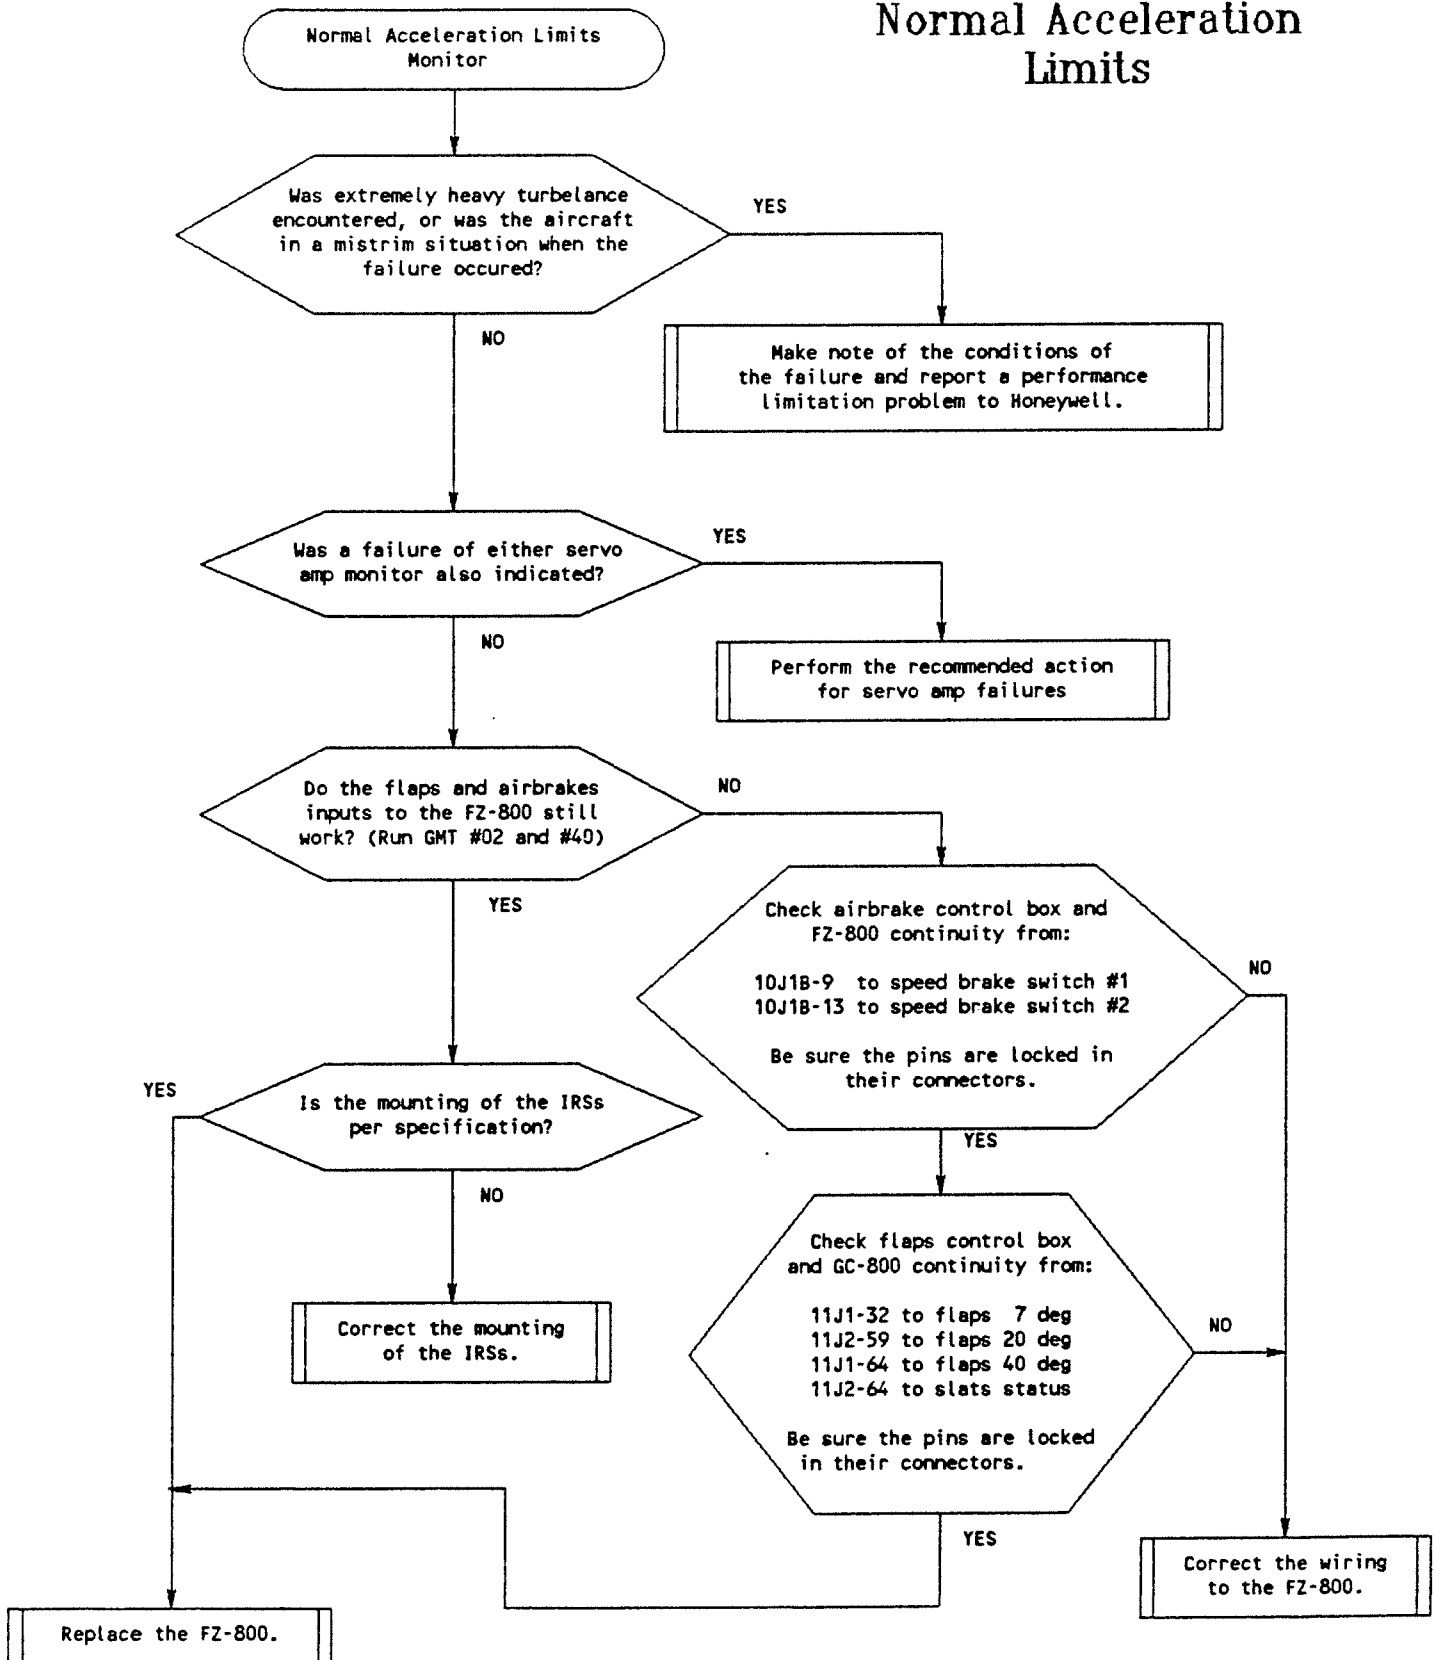 Normal Acceleration
Limits
Normal Acceleration Limits
Monitor
Was extremely heavy turbelance
encountered, or was the aircraft
in a mistrim situation when the
failure occured?
YES
NO
Make note of the conditions of
the failure and report a performance
limitation problem to Honeywell.
Was a failure of either servo
amp monitor also indicated?
YES
NO
Perform the recommended action
for servo amp failures
Do the flaps and airbrakes
inputs to the FZ-800 still
work? (Run GMT #02 and #40)
NO
YES
Check airbrake control box and
FZ-800 continuity from:
10J1B-9 to speed brake switch #1
10J1B-13 to speed brake switch #2
Be sure the pins are locked in
their connectors.
NO
YES
Is the mounting of the IRSs
per specification?
YES
NO
Correct the mounting
of the IRSs.
Check flaps control box
and GC-800 continuity from:
11J1-32 to flaps 7 deg
11J2-59 to flaps 20 deg
11J1-64 to flaps 40 deg
11J2-64 to slats status
Be sure the pins are locked
in their connectors.
NO
YES
Correct the wiring
to the FZ-800.
Replace the FZ-800.